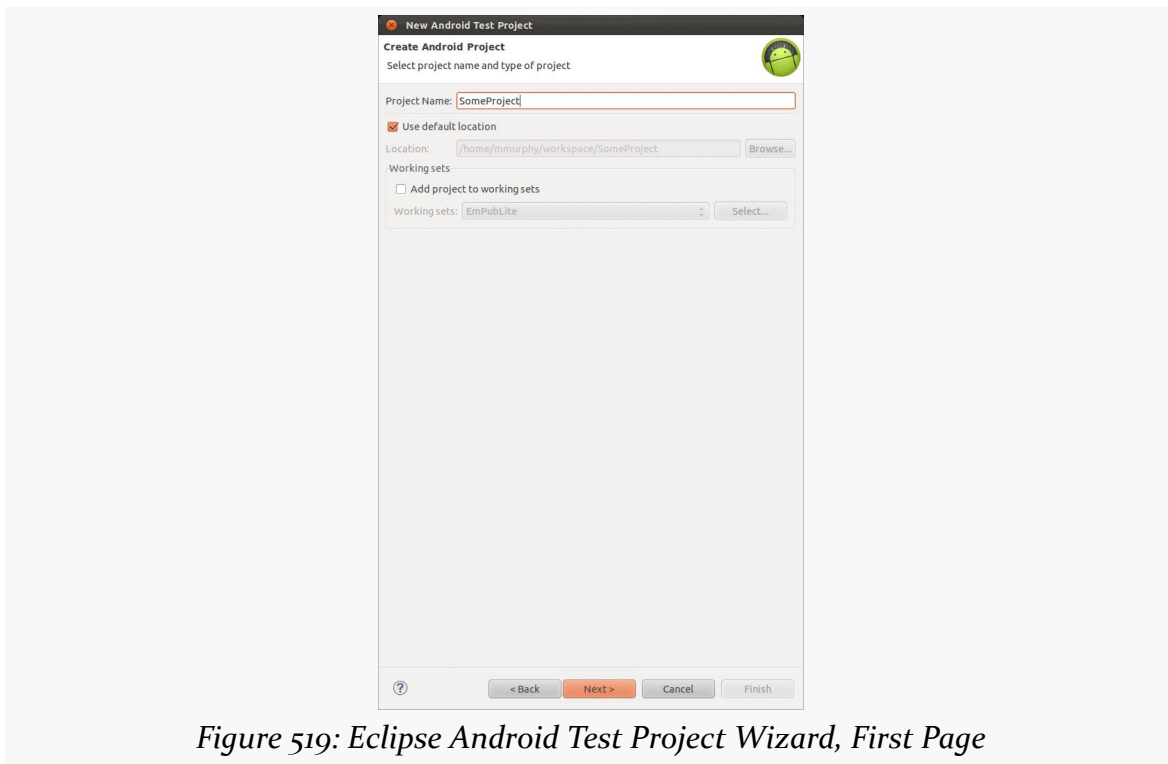 New Android Test Project
Create Android Project
Select project name and type of project
Project Name: SomeProject
Use default location
Location: /home/mmurphy/workspace/SomeProject Browse...
Working sets
Add project to working sets
Working sets: EmPubLite Select...
? < Back Next > Cancel Finish
Figure 519: Eclipse Android Test Project Wizard, First Page